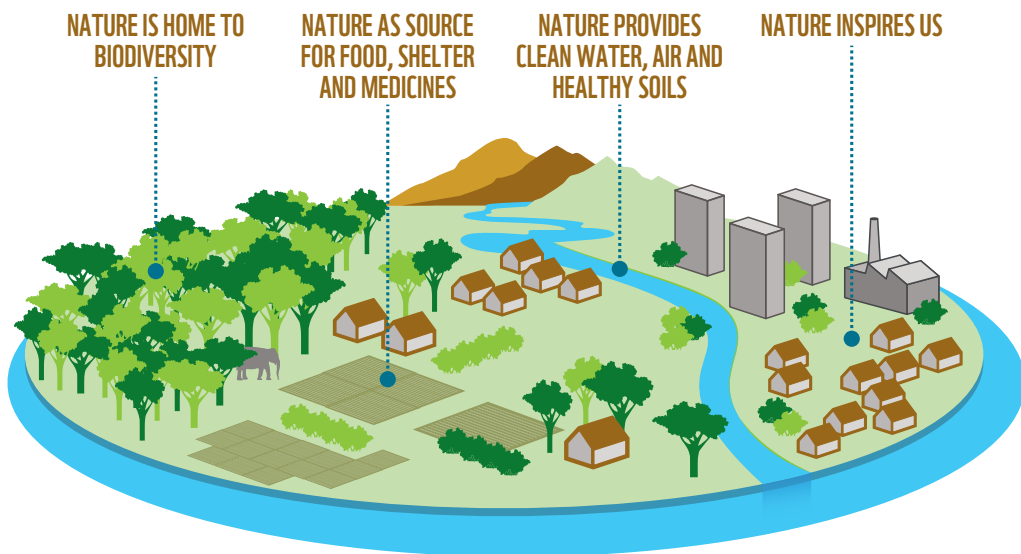 NATURE IS HOME TO
BIODIVERSITY
NATURE AS SOURCE
FOR FOOD, SHELTER
AND MEDICINES
NATURE PROVIDES
CLEAN WATER, AIR AND
HEALTHY SOILS
NATURE INSPIRES US